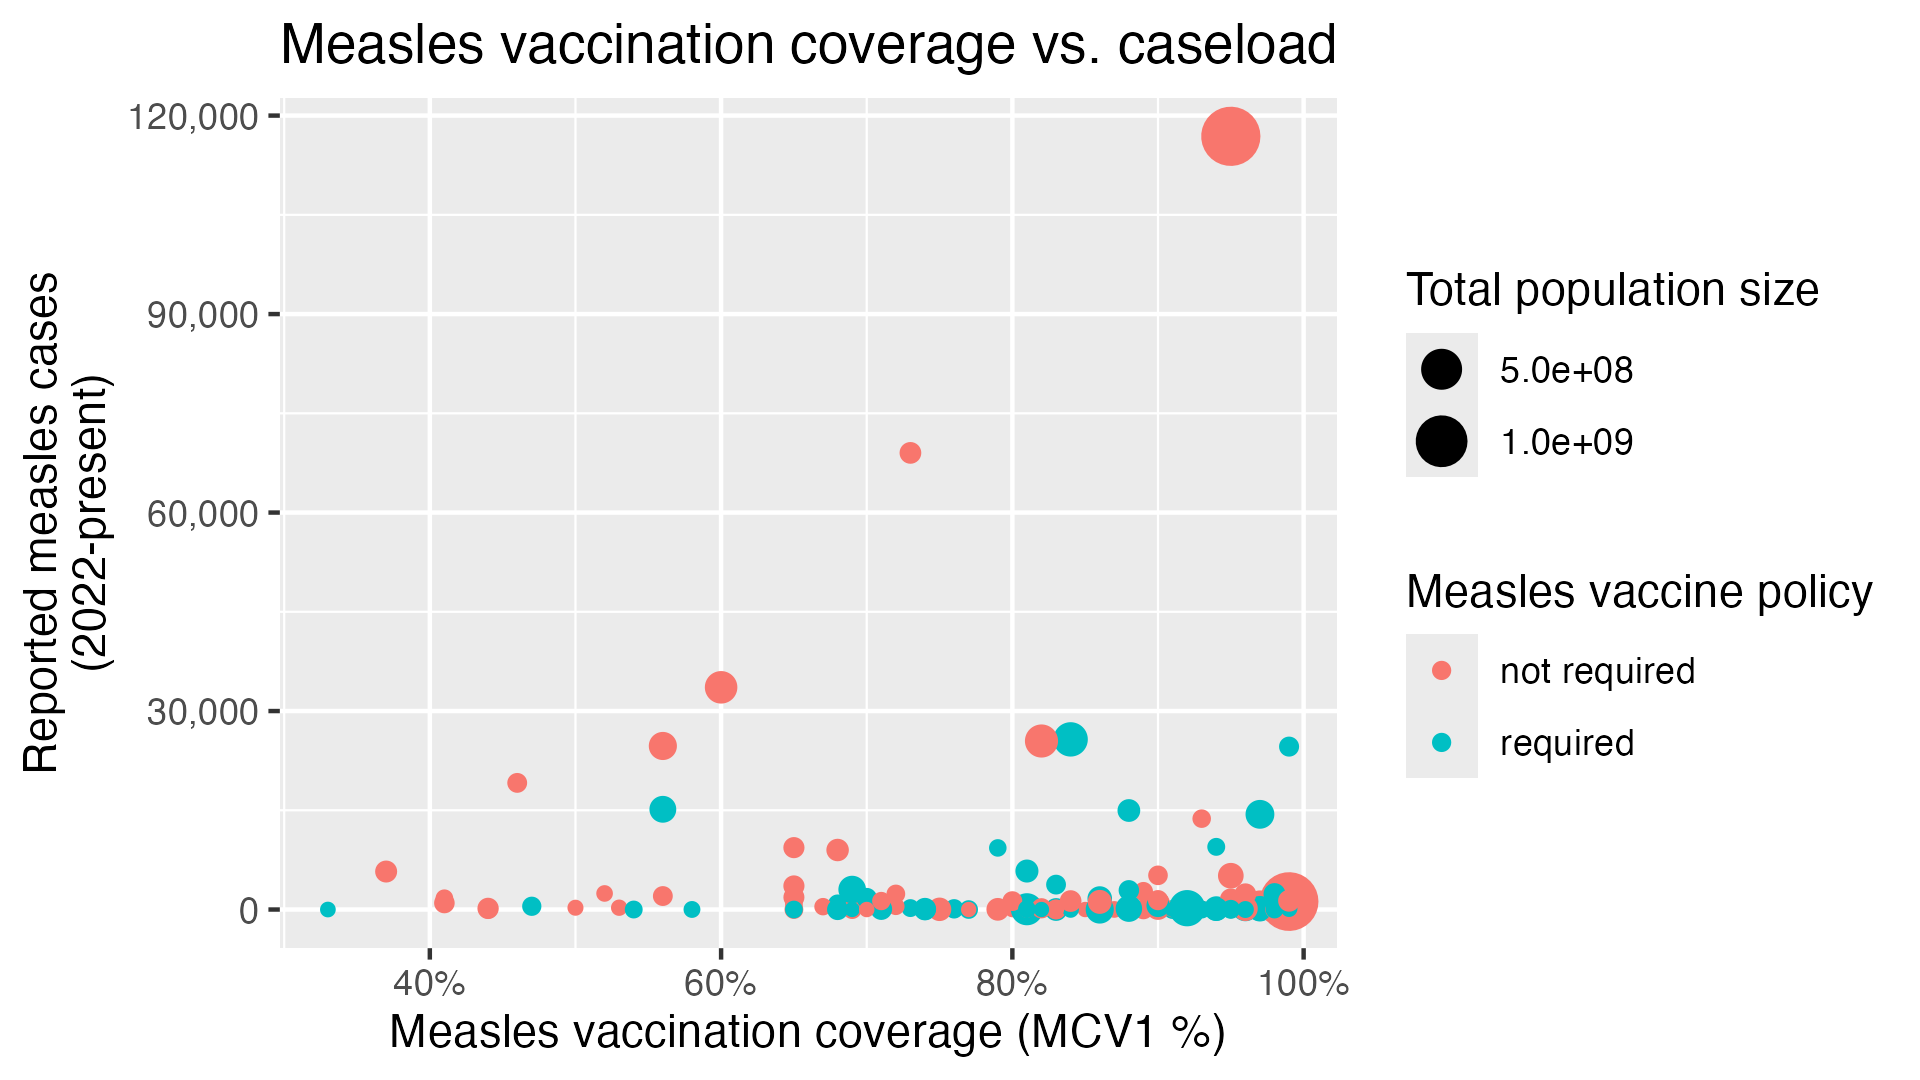 Measles vaccination coverage vs. caseload
120,000
90,000
60,000
30,000
0
Reported measles cases
(2022-present)
40%
60%
80%
100%
Measles vaccination coverage (MCV1 %)
Total population size
5.0e+08
1.0e+09
Measles vaccine policy
not required
required